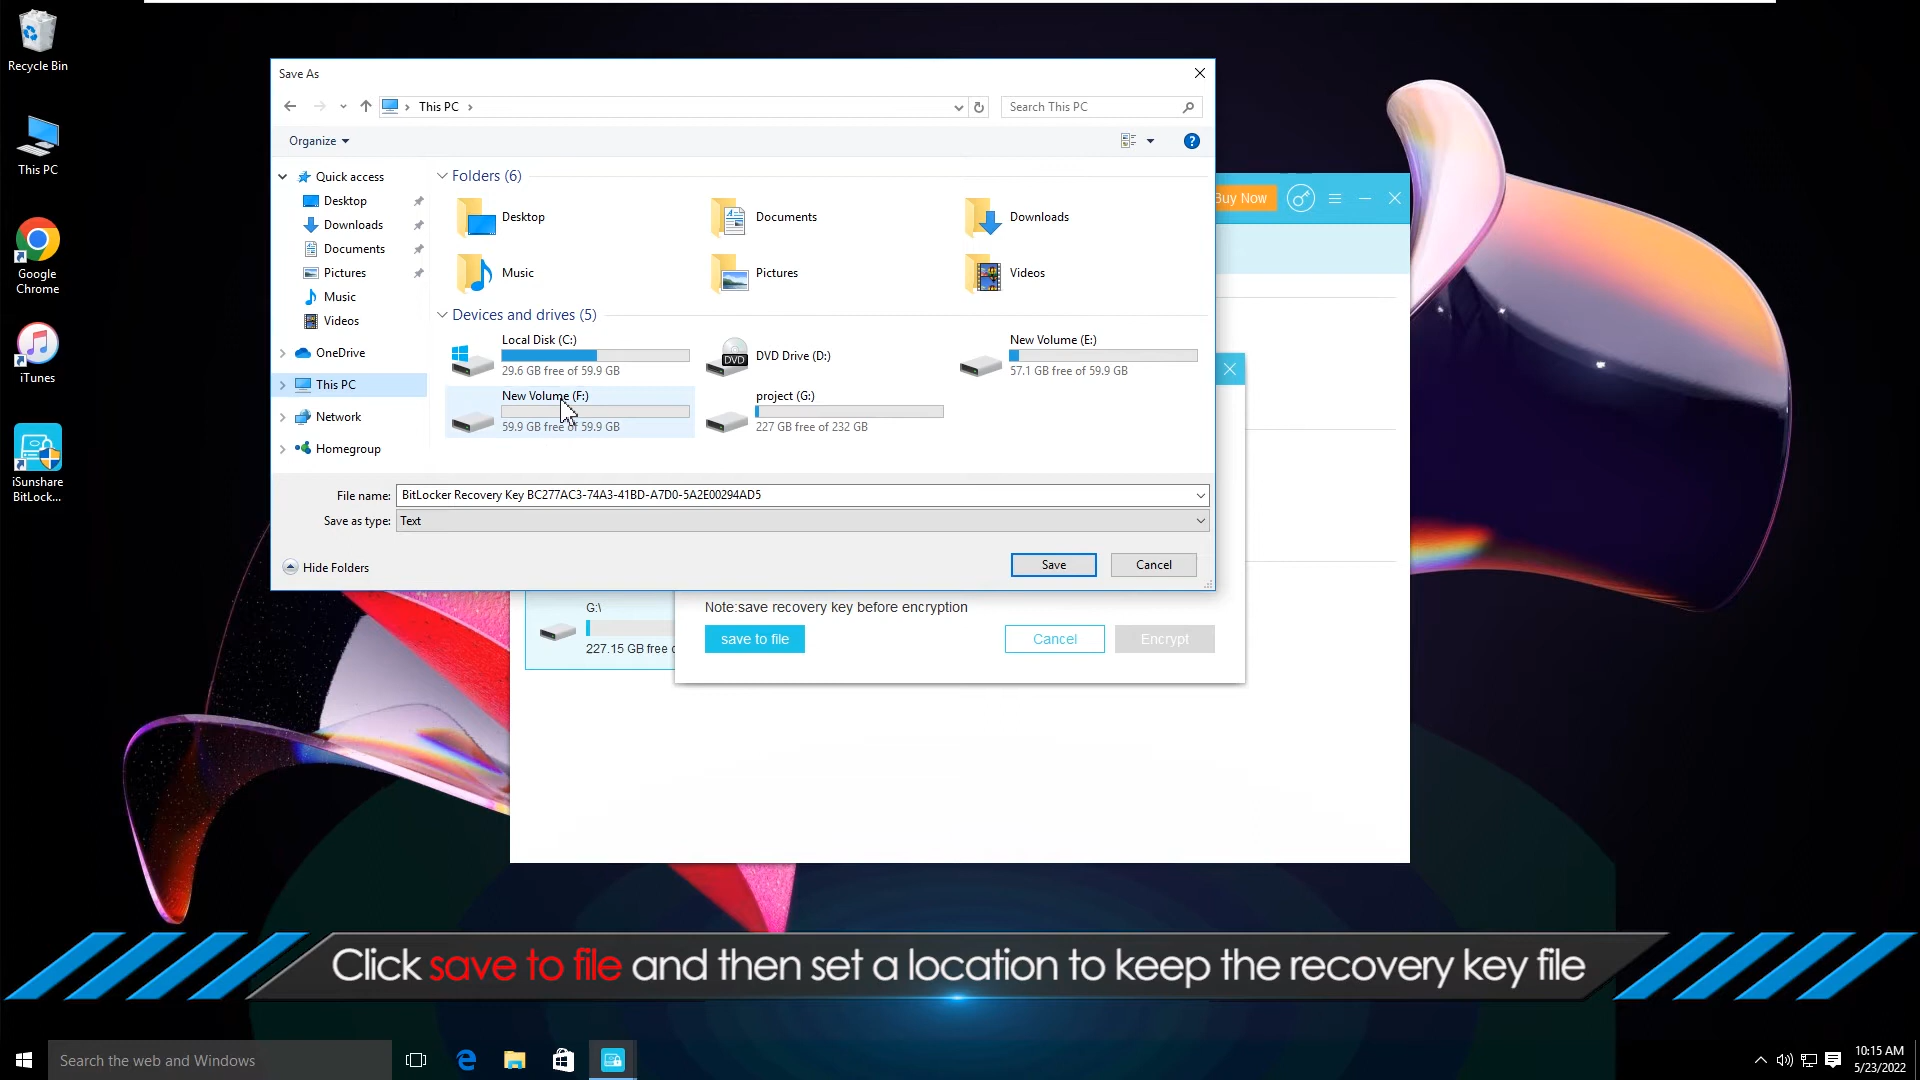 Recycle Bin
This PC
Google
Chrome
iTunes
iSunshare
BitLock...
Save As
This PC
Search This PC
Organize
Quick access
Desktop
Downloads
Documents
Pictures
Music
Videos
OneDrive
This PC
Network
Homegroup
Folders (6)
Desktop
Documents
Downloads
Music
Pictures
Videos
Devices and drives (5)
Local Disk (C:)
29.6 GB free of 59.9 GB
DVD
DVD Drive (D:)
New Volume (E:)
57.1 GB free of 59.9 GB
New Volume (F:)
59.9 GB free of 59.9 GB
project (G:)
227 GB free of 232 GB
File name: BitLocker Recovery Key BC277AC3-74A3-41BD-A7D0-5A2E00294AD5
Save as type: Text
Hide Folders
Save
Cancel
Buy Now
G:\
227.15 GB free
Note:save recovery key before encryption
save to file
Cancel
Encrypt
Click save to file and then set a location to keep the recovery key file
Search the web and Windows
10:15 AM
5/23/2022